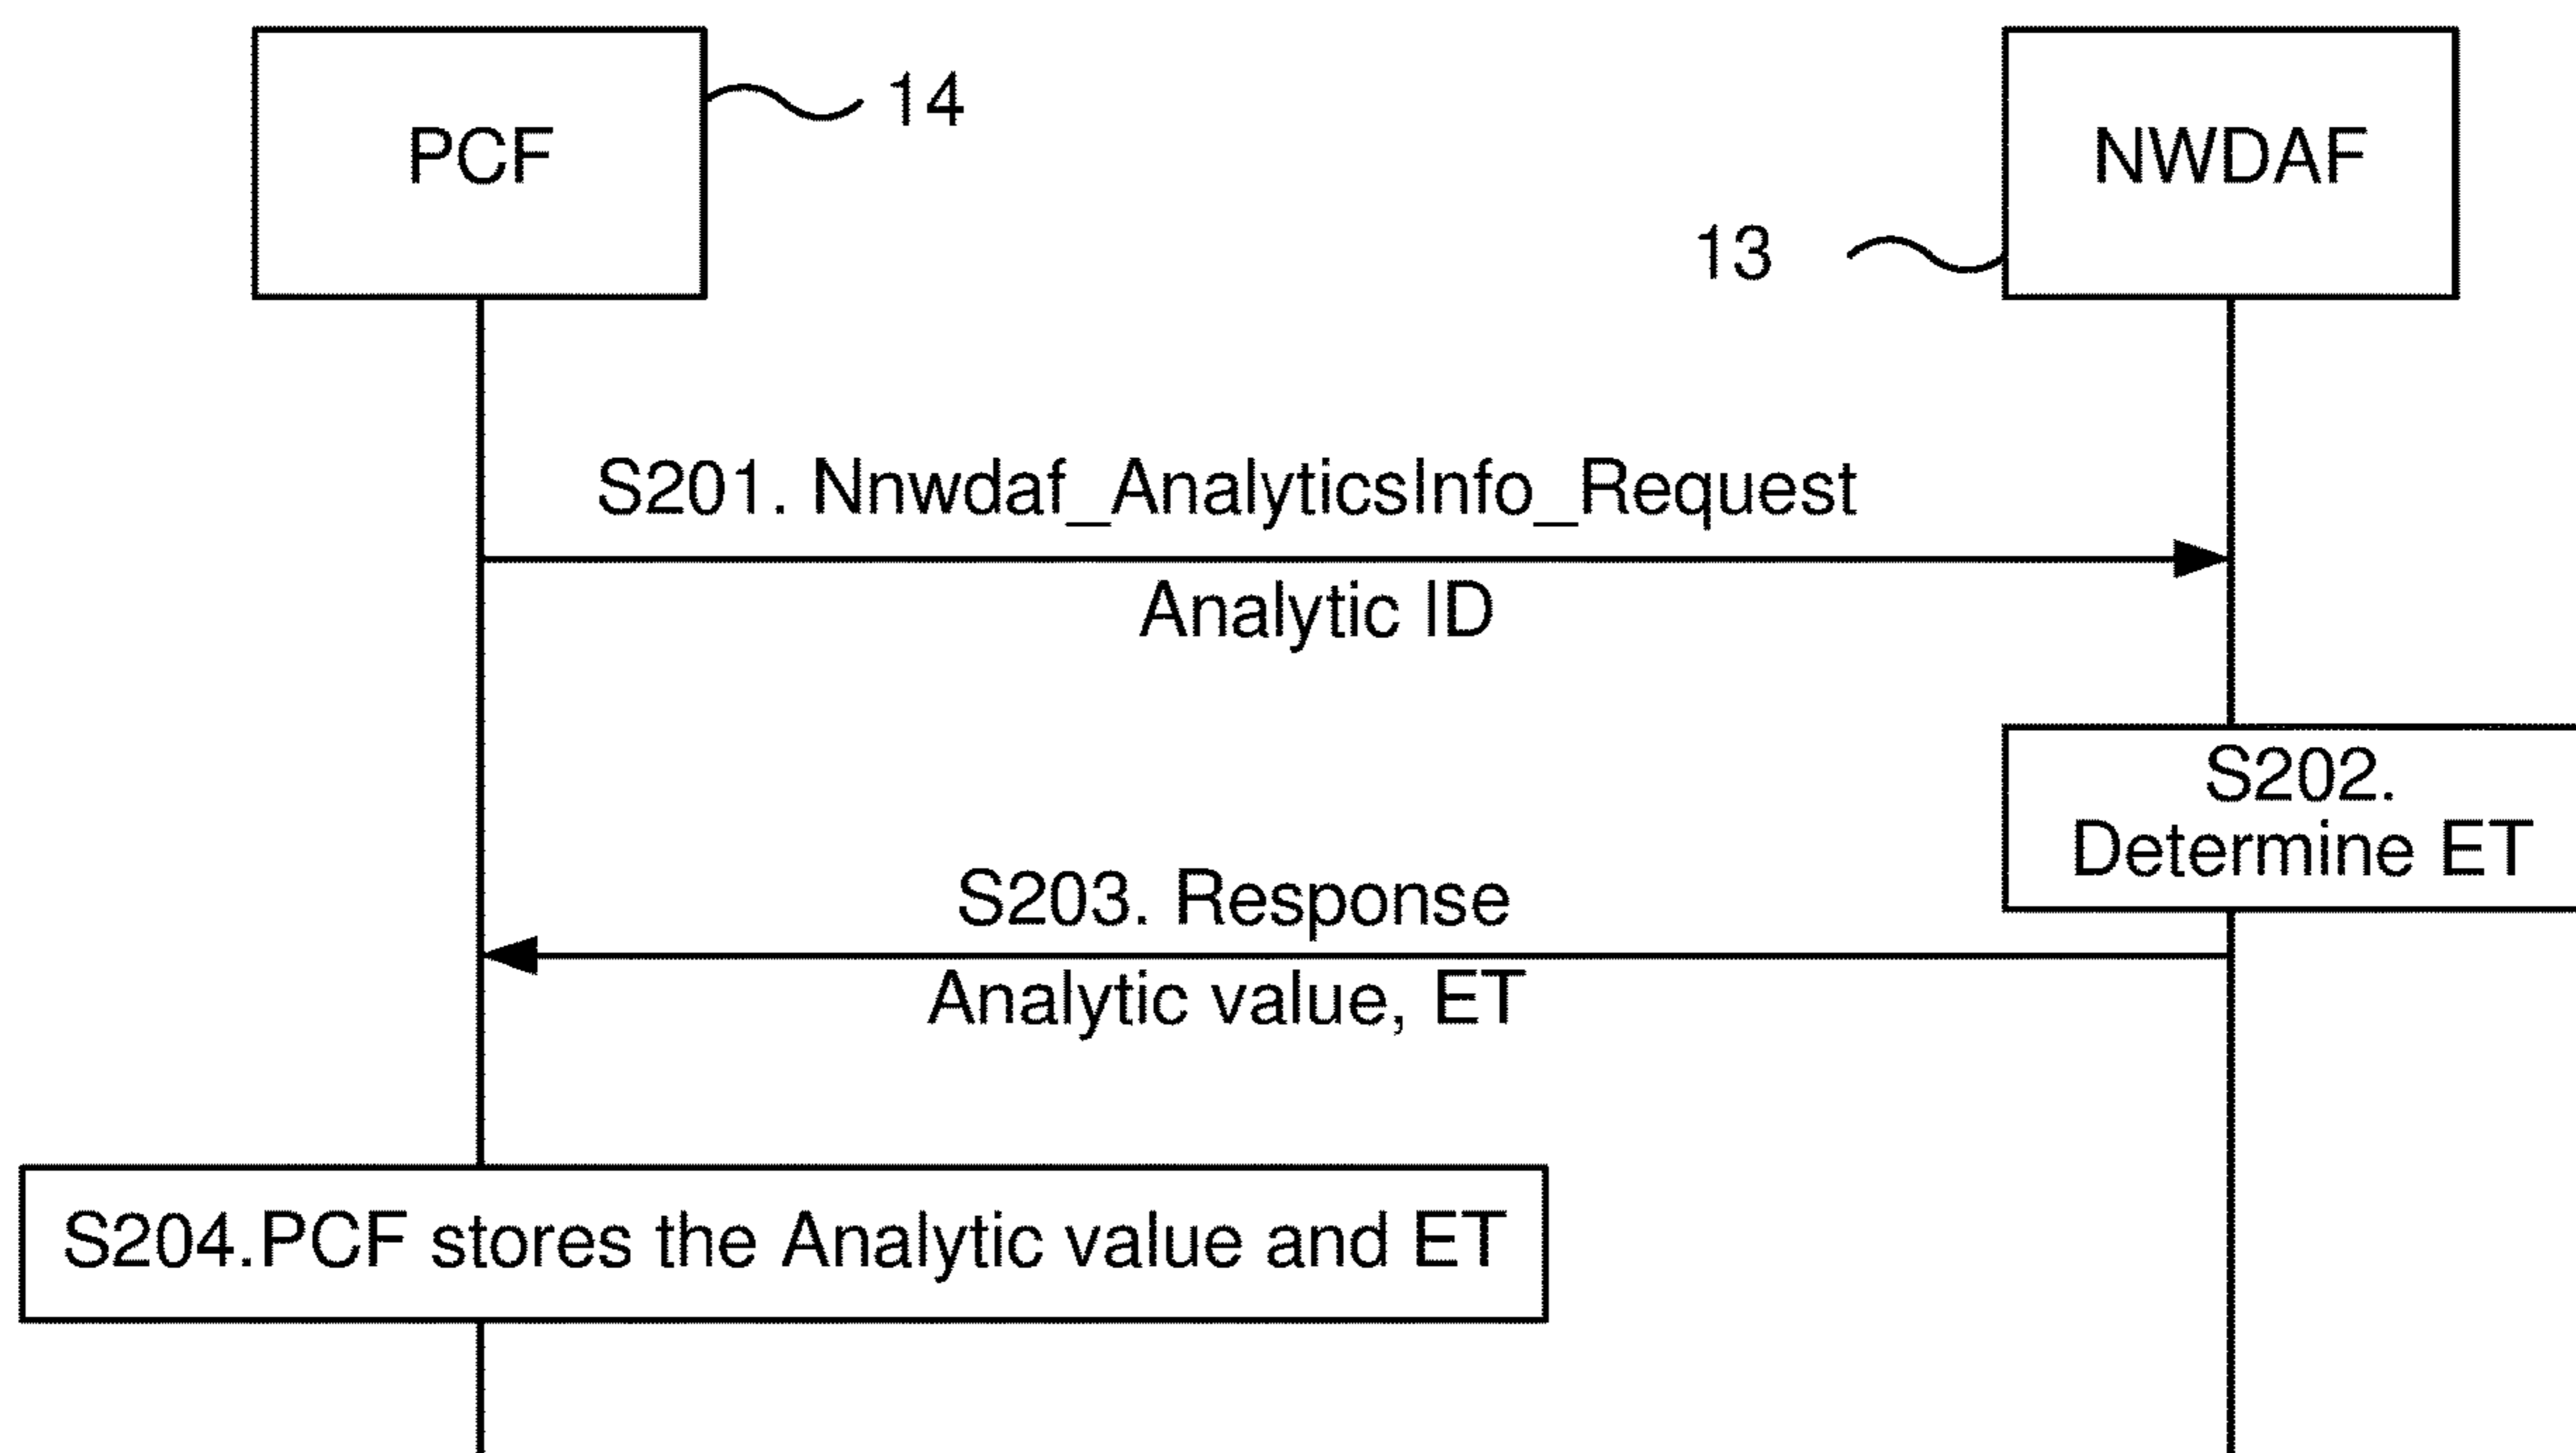 PCF
14
NWDAF
13
S201. Nnwdaf_AnalyticsInfo_Request
Analytic ID
S202.
Determine ET
S203. Response
Analytic value, ET
S204.PCF stores the Analytic value and ET